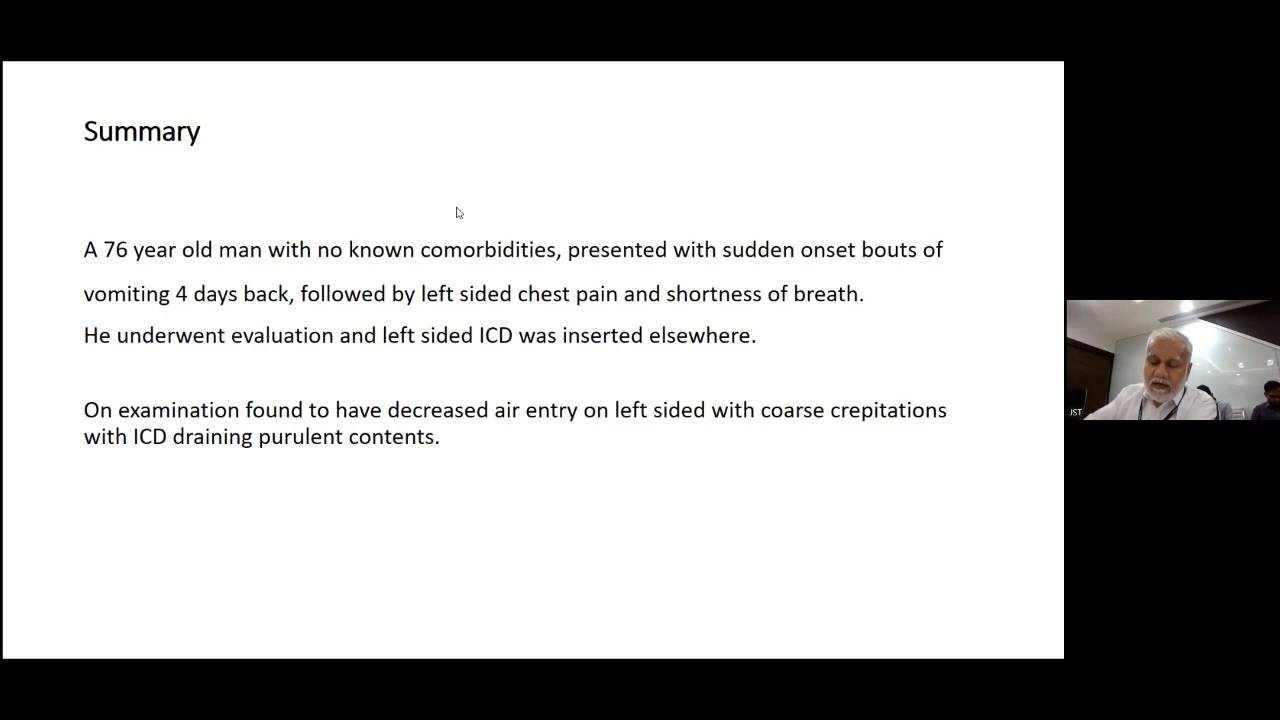 Summary
A 76 year old man with no known comorbidities, presented with sudden onset bouts of
vomiting 4 days back, followed by left sided chest pain and shortness of breath.
He underwent evaluation and left sided ICD was inserted elsewhere.
On examination found to have decreased air entry on left sided with coarse crepitations
with ICD draining purulent contents.
JST